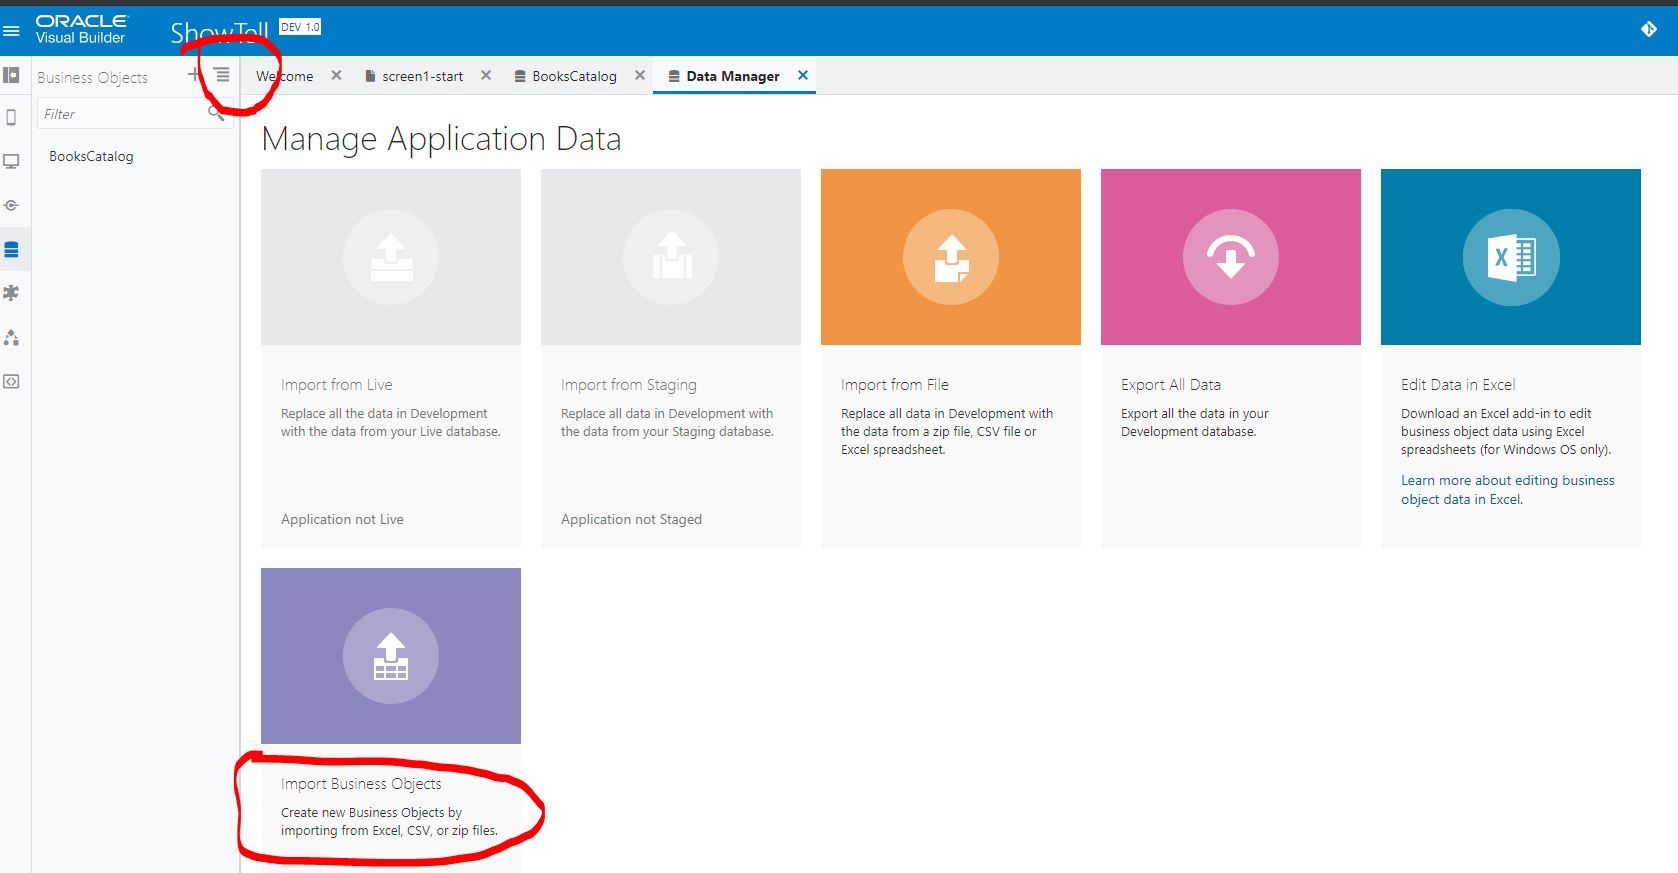 ORACLE®
Visual Builder
ShowTell
DEV 1.0
Business Objects
Filter
BooksCatalog
Welcome
screen1-start
BooksCatalog
Data Manager
Manage Application Data
Import from Live
Replace all the data in Development
with the data from your Live database.
Application not Live
Import from Staging
Replace all data in Development with
the data from your Staging database.
Application not Staged
Import from File
Replace all data in Development with
the data from a zip file, CSV file or
Excel spreadsheet.
Export All Data
Export all the data in your
Development database.
X
Edit Data in Excel
Download an Excel add-in to edit
business object data using Excel
spreadsheets (for Windows OS only).
Learn more about editing business
object data in Excel.
Import Business Objects
Create new Business Objects by
importing from Excel, CSV, or zip files.